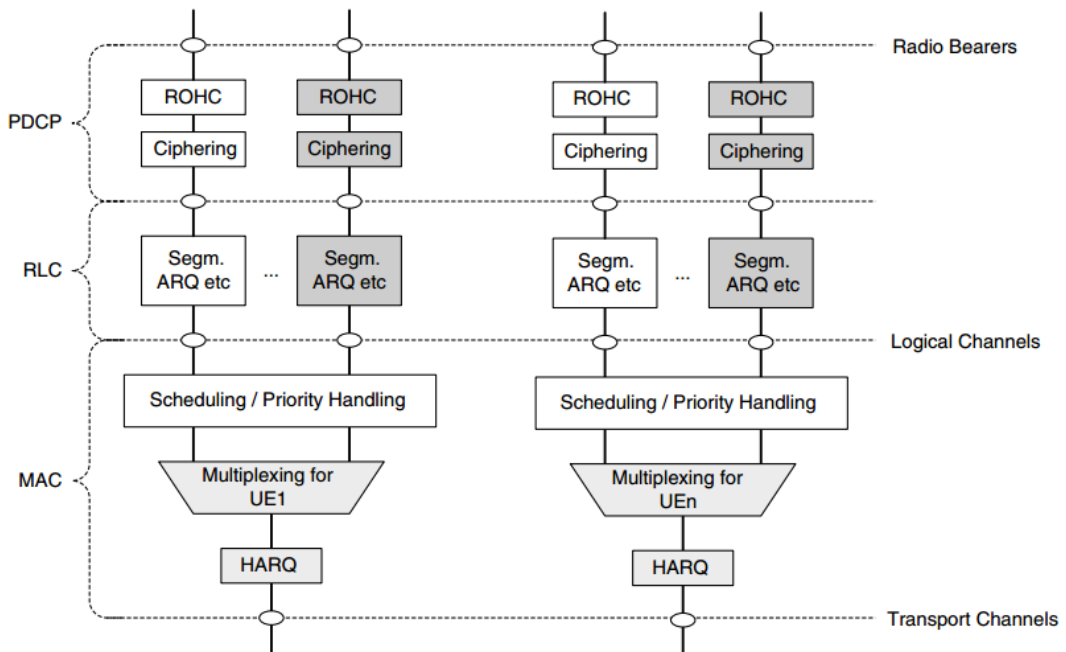 Radio Bearers
ROHC
ROHC
ROHC
ROHC
PDCP
Ciphering
Ciphering
Ciphering
Ciphering
Segm.
ARQ etc
...
Segm.
ARQ etc
Segm.
ARQ etc
...
Segm.
ARQ etc
RLC
Logical Channels
Scheduling / Priority Handling
Scheduling / Priority Handling
MAC
Multiplexing for
UE1
Multiplexing for
UEn
HARQ
HARQ
Transport Channels